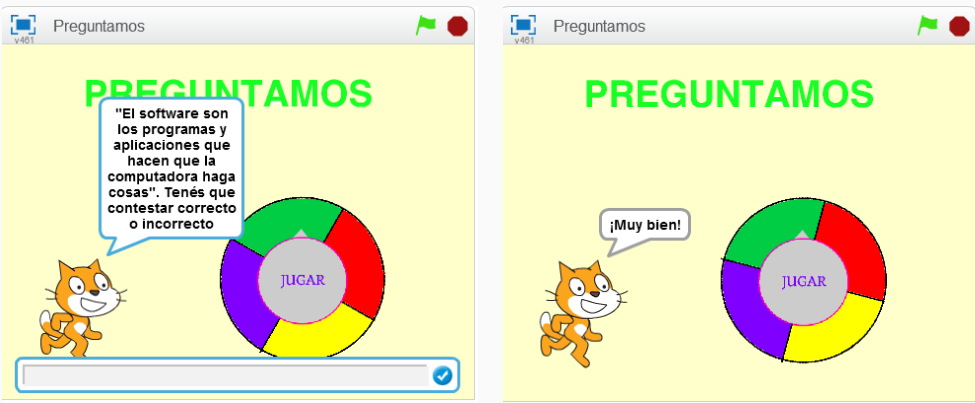 Preguntamos
v461
PREGUNTAMOS
"El software son
los programas y
aplicaciones que
hacen que la
computadora haga
cosas". Tenés que
contestar correcto
o incorrecto
JUGAR
Preguntamos
v461
PREGUNTAMOS
¡Muy bien!
JUGAR